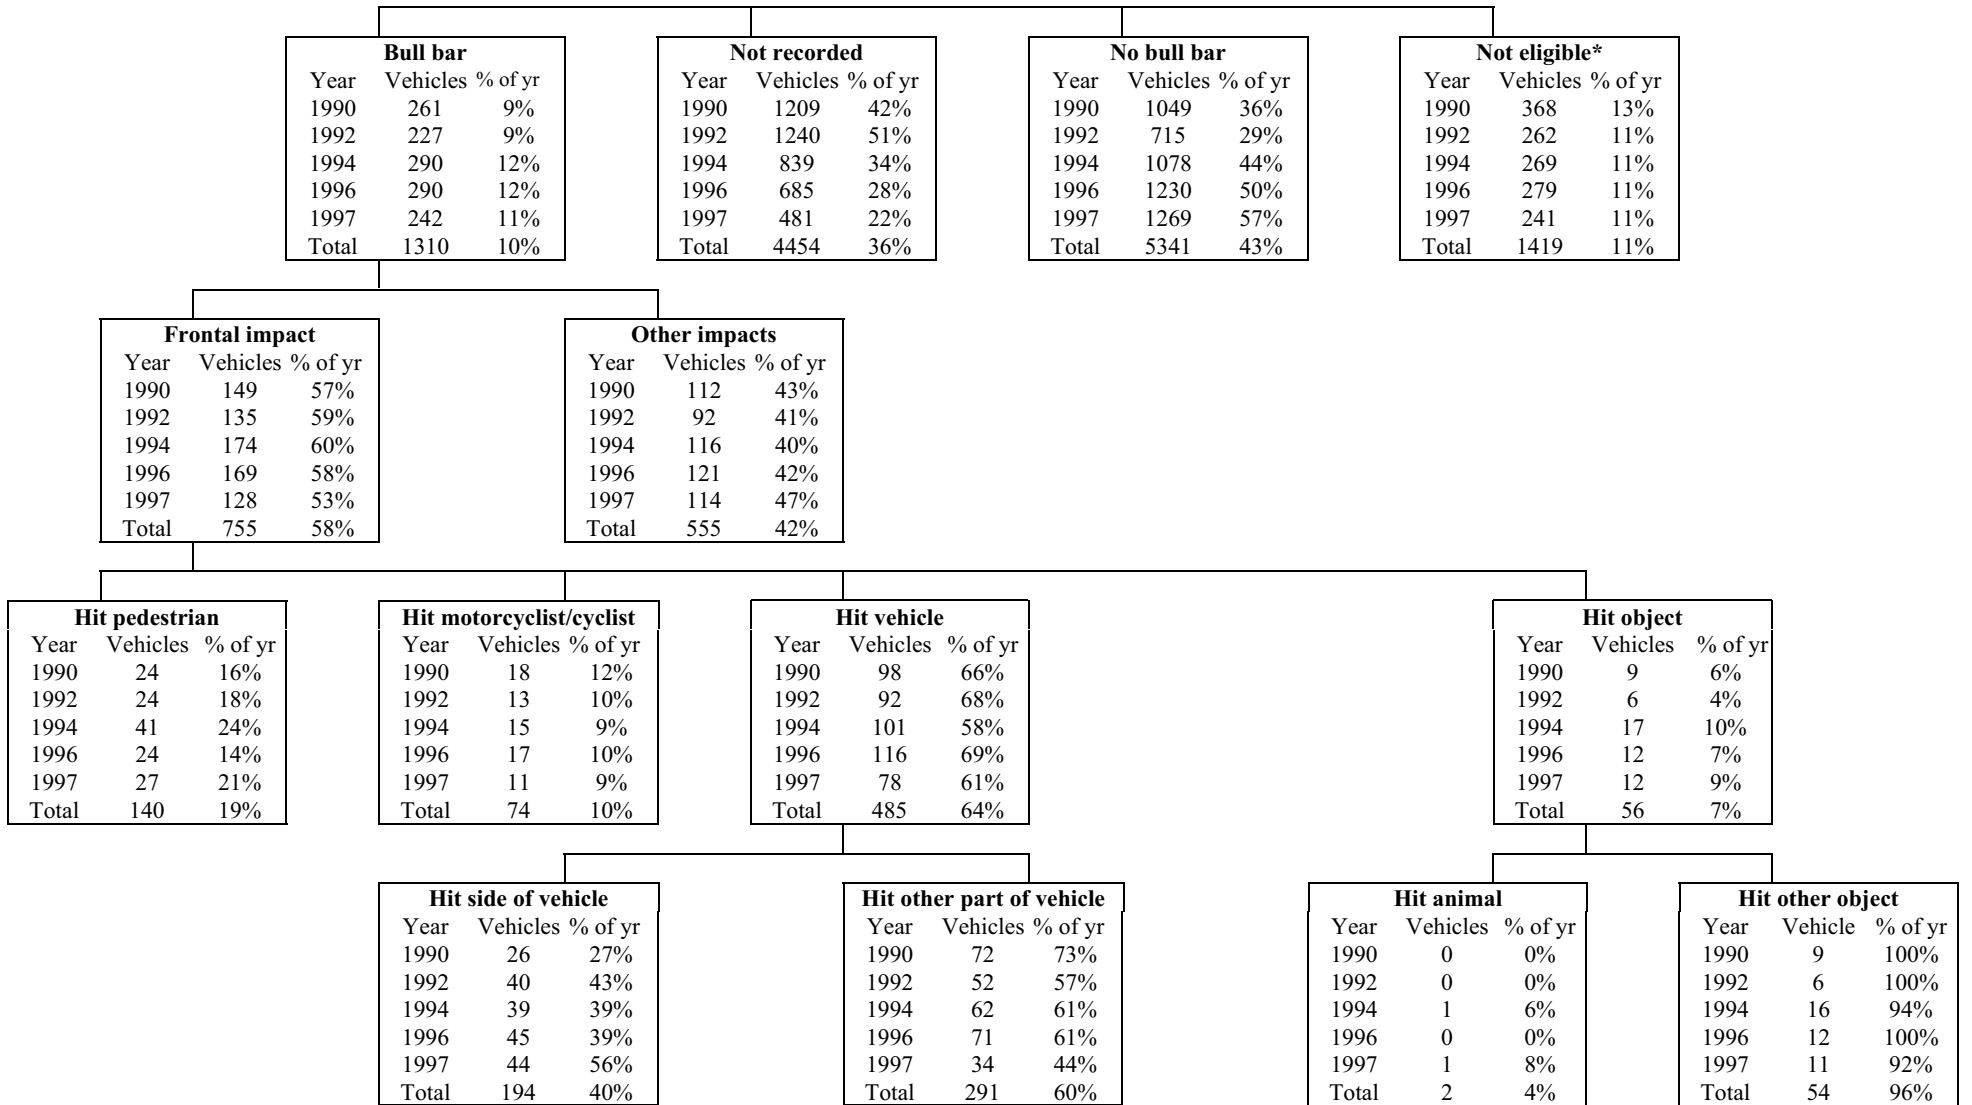 Bull bar
Year Vehicles % of yr
1990 261 9%
1992 227 9%
1994 290 12%
1996 290 12%
1997 242 11%
Total 1310 10%
Not recorded
Year Vehicles % of yr
1990 1209 42%
1992 1240 51%
1994 839 34%
1996 685 28%
1997 481 22%
Total 4454 36%
No bull bar
Year Vehicles % of yr
1990 1049 36%
1992 715 29%
1994 1078 44%
1996 1230 50%
1997 1269 57%
Total 5341 43%
Not eligible*
Year Vehicles % of yr
1990 368 13%
1992 262 11%
1994 269 11%
1996 279 11%
1997 241 11%
Total 1419 11%
Frontal impact
Year Vehicles % of yr
1990 149 57%
1992 135 59%
1994 174 60%
1996 169 58%
1997 128 53%
Total 755 58%
Other impacts
Year Vehicles % of yr
1990 112 43%
1992 92 41%
1994 116 40%
1996 121 42%
1997 114 47%
Total 555 42%
Hit pedestrian
Year Vehicles % of yr
1990 24 16%
1992 24 18%
1994 41 24%
1996 24 14%
1997 27 21%
Total 140 19%
Hit motorcyclist/cyclist
Year Vehicles % of yr
1990 18 12%
1992 13 10%
1994 15 9%
1996 17 10%
1997 11 9%
Total 74 10%
Hit vehicle
Year Vehicles % of yr
1990 98 66%
1992 92 68%
1994 101 58%
1996 116 69%
1997 78 61%
Total 485 64%
Hit object
Year Vehicles % of yr
1990 9 6%
1992 6 4%
1994 17 10%
1996 12 7%
1997 12 9%
Total 56 7%
Hit side of vehicle
Year Vehicles % of yr
1990 26 27%
1992 40 43%
1994 39 39%
1996 45 39%
1997 44 56%
Total 194 40%
Hit other part of vehicle
Year Vehicles % of yr
1990 72 73%
1992 52 57%
1994 62 61%
1996 71 61%
1997 34 44%
Total 291 60%
Hit animal
Year Vehicles % of yr
1990 0 0%
1992 0 0%
1994 1 6%
1996 0 0%
1997 1 8%
Total 2 4%
Hit other object
Year Vehicle % of yr
1990 9 100%
1992 6 100%
1994 16 94%
1996 12 100%
1997 11 92%
Total 54 96%